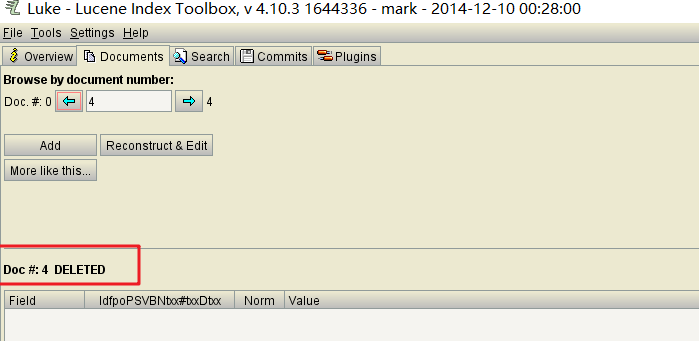 Luke - Lucene Index Toolbox, v 4.10.3 1644336 - mark - 2014-12-10 00:28:00
File Tools Settings Help
Overview Documents Search Commits Plugins
Browse by document number:
Doc. #: 0 4 4
Add Reconstruct & Edit
More like this...
Doc #: 4 DELETED
Field IdfpoPSVBNtxx#txxDtxx Norm Value